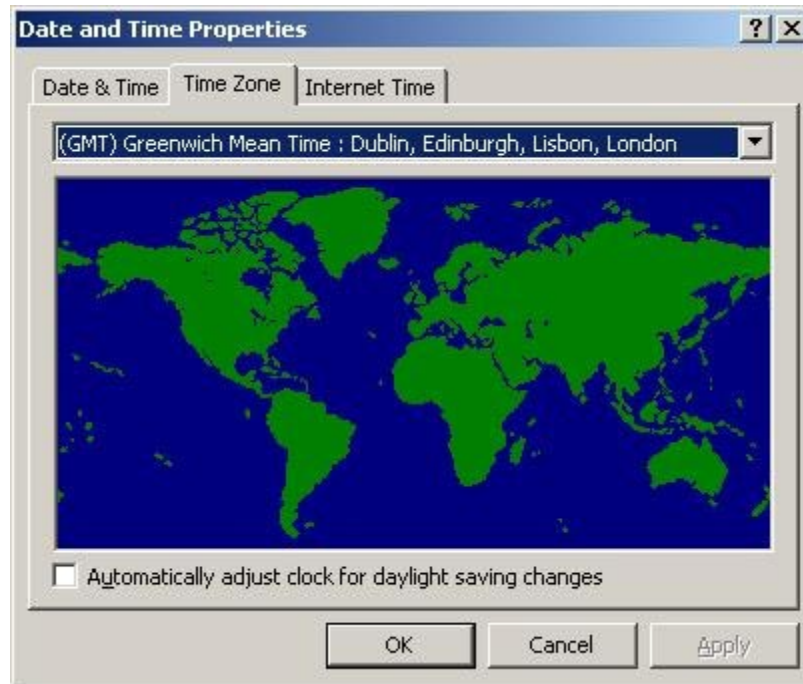 Date and Time Properties
Date & Time Time Zone Internet Time
(GMT) Greenwich Mean Time : Dublin, Edinburgh, Lisbon, London
Automatically adjust clock for daylight saving changes
OK Cancel Apply